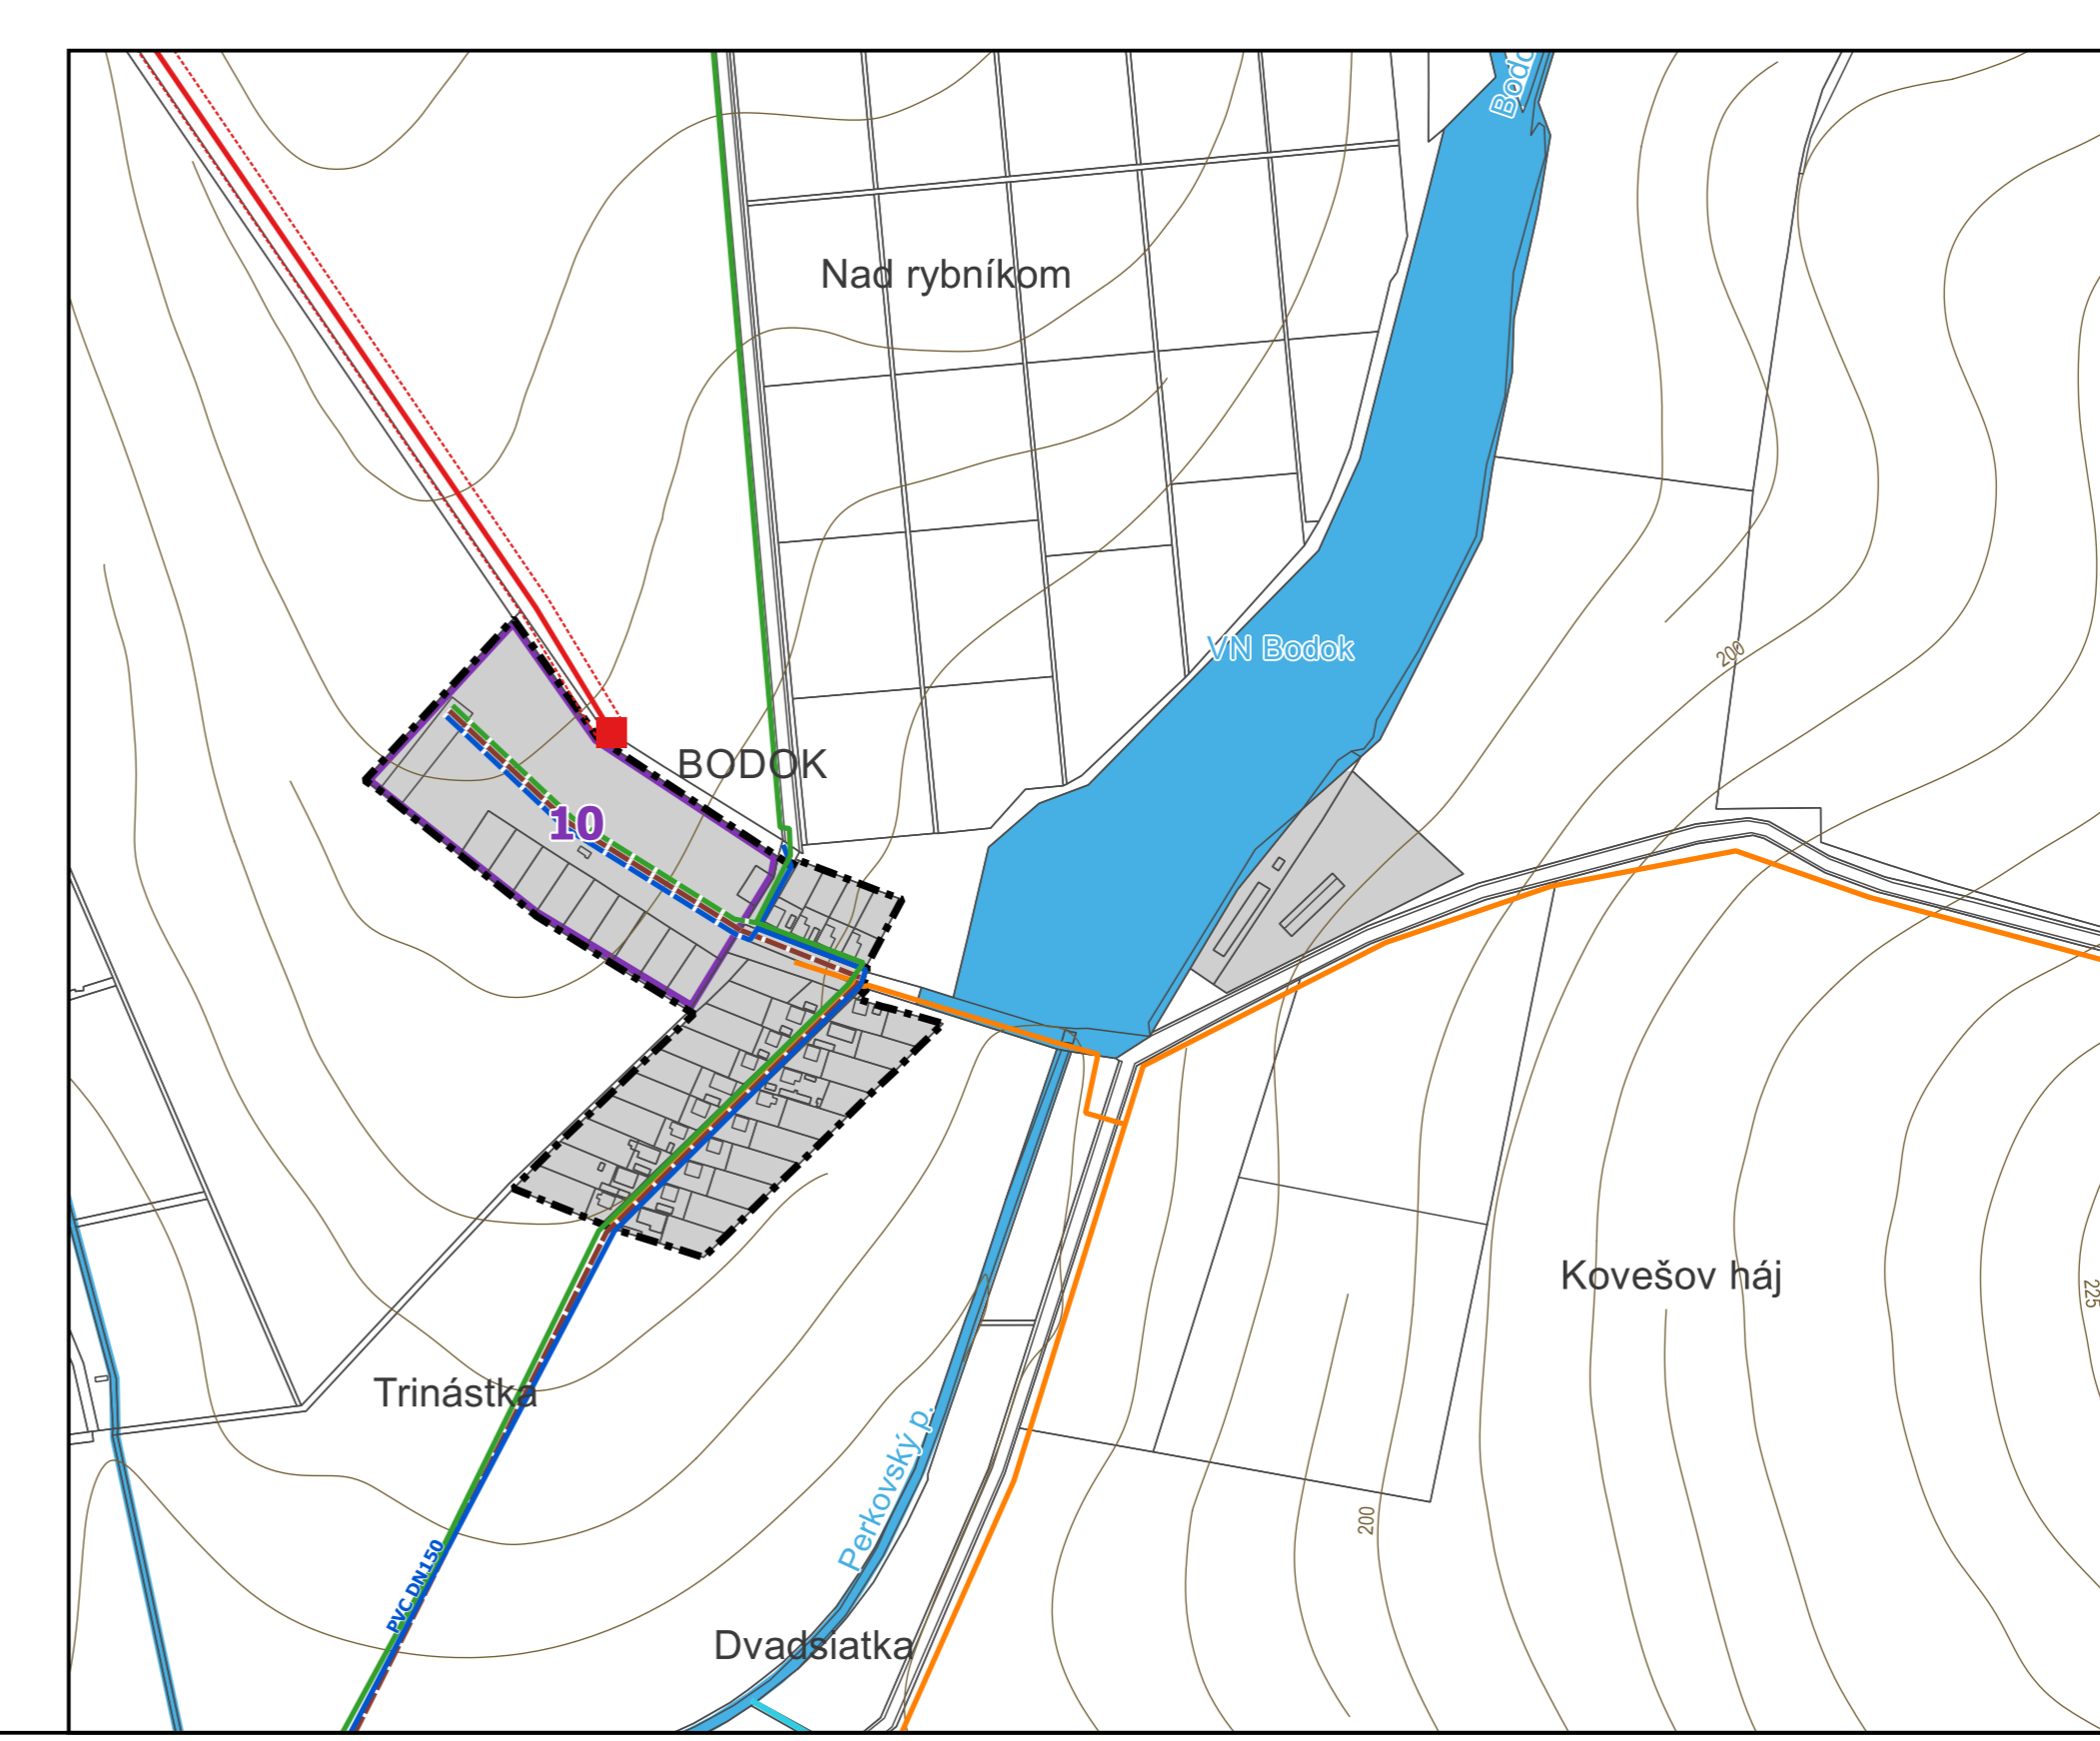 Bodo
Nad rybníkom
VN Bodok
200
BODOK
10
Kovešov háj
225
Trinástka
Perkovský p.
200
PVC DN150
Dvadsiatka